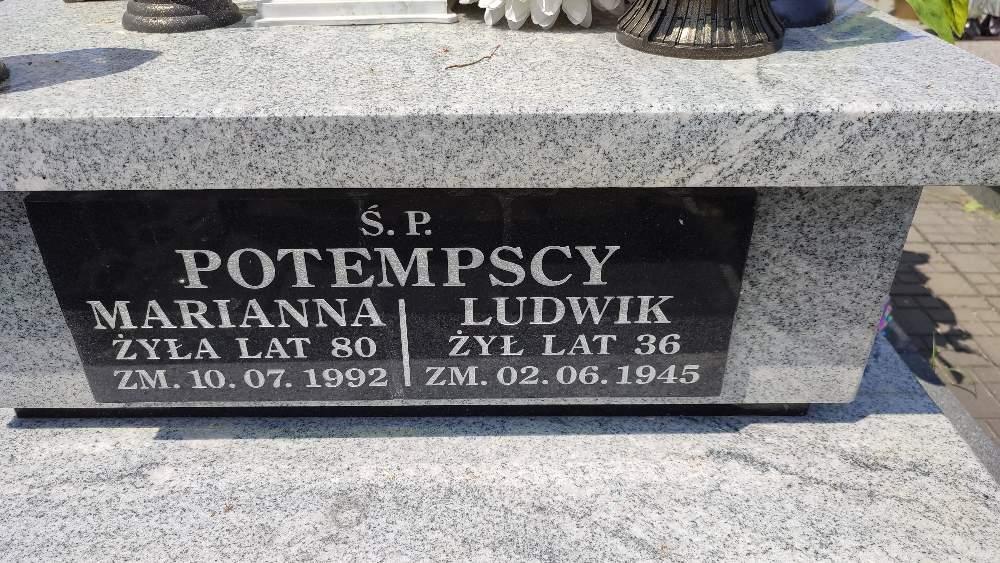 Ś. P.
POTEMPSCY
MARIANNA
ŻYŁA LAT 80
ZM. 10. 07. 1992
LUDWIK
ŻYŁ LAT 36
ZM. 02. 06. 1945